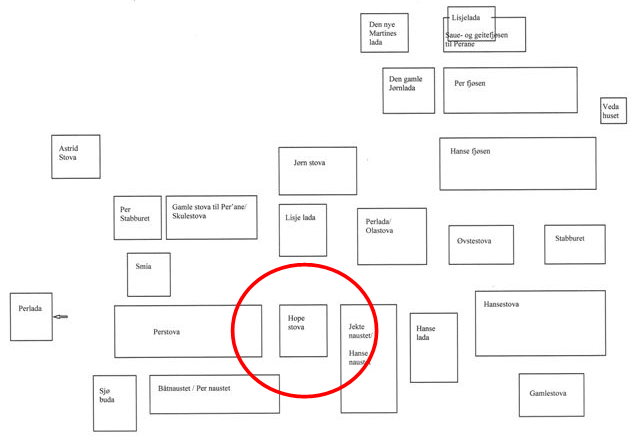 Den nye
Martines
lada
Lisjelada
Saue- og geitefjøsen
til Perane
Den gamle
Jørnlada
Per fjøsen
Veda
huset
Astrid
Stova
Jørn stova
Hanse fjøsen
Per
Stabburet
Gamle stova til Per'ane/
Skulestova
Lisje lada
Perlada/
Olastova
Ovstestova
Stabburet
Smia
Perlada
Perstova
Hope
stova
Jekte
naustet/
Hanse
naustet
Hanse
lada
Hansestova
Sjø
buda
Båtnaustet / Per naustet
Gamlestova